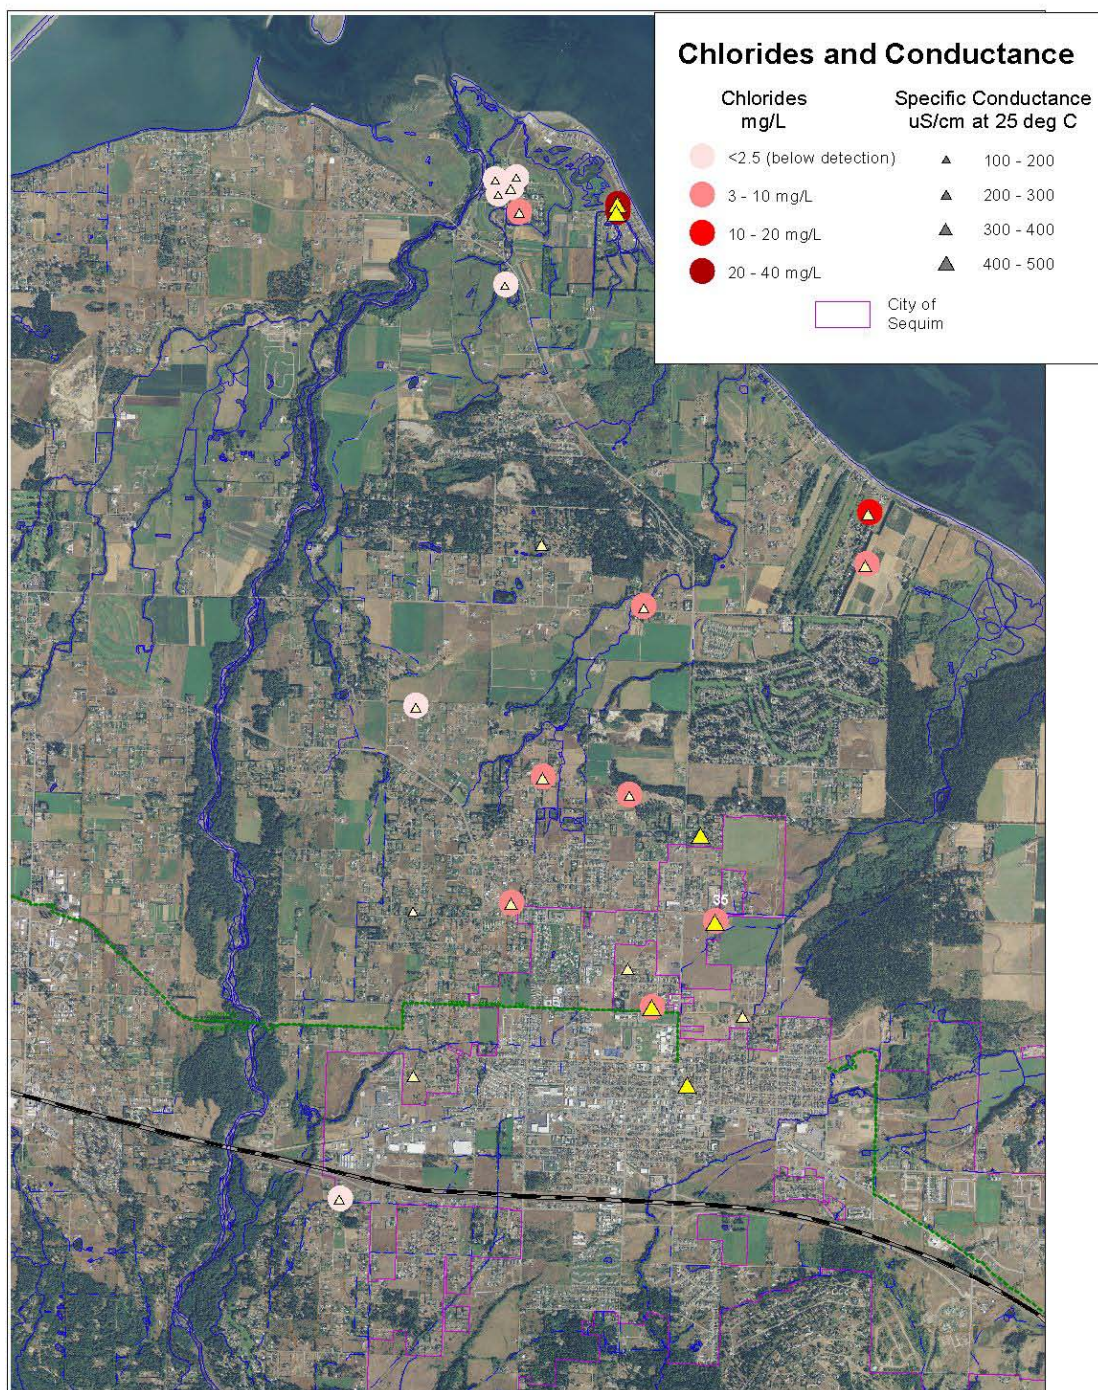 Chlorides and Conductance
Chlorides
mg/L
<2.5 (below detection)
3 - 10 mg/L
10 - 20 mg/L
20 - 40 mg/L
Specific Conductance
uS/cm at 25 deg C
100 - 200
200 - 300
300 - 400
400 - 500
City of
Sequim
35